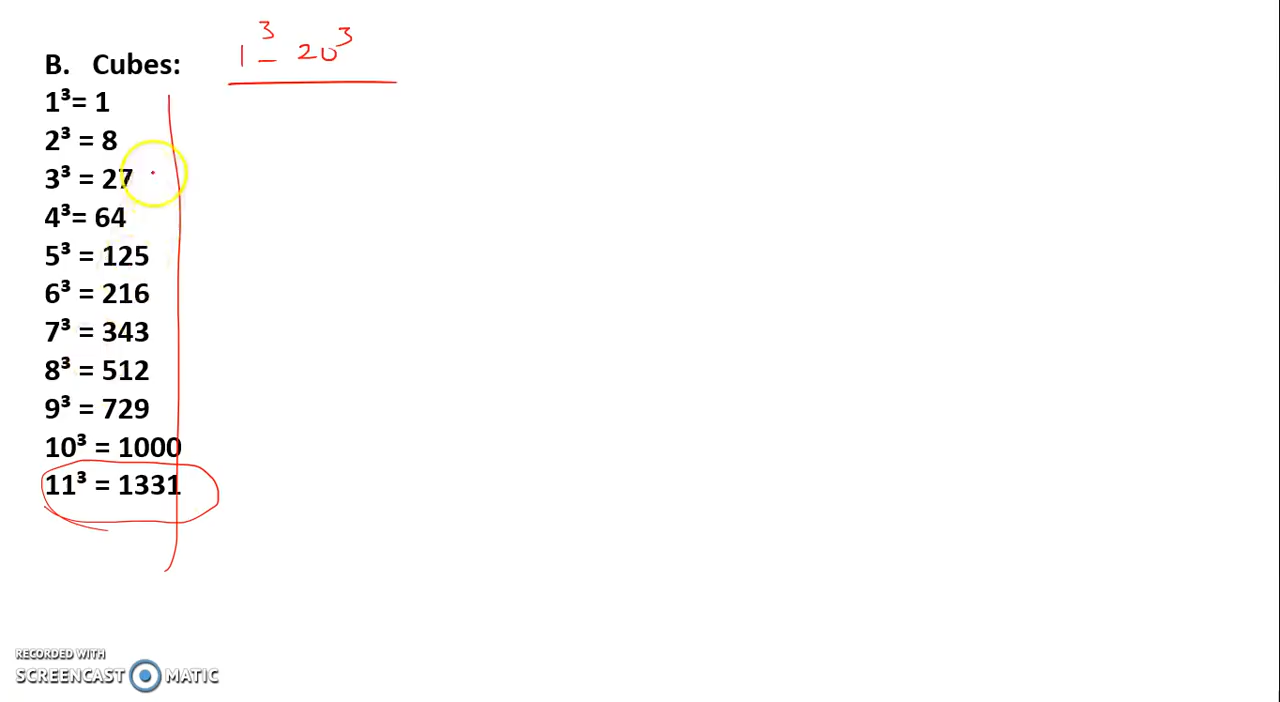 1³ - 20³
B. Cubes:
1³= 1
2³ = 8
3³ = 27
4³= 64
5³ = 125
6³ = 216
7³ = 343
8³ = 512
9³ = 729
10³ = 1000
11³ = 1331
RECORDED WITH
SCREENCAST MATIC